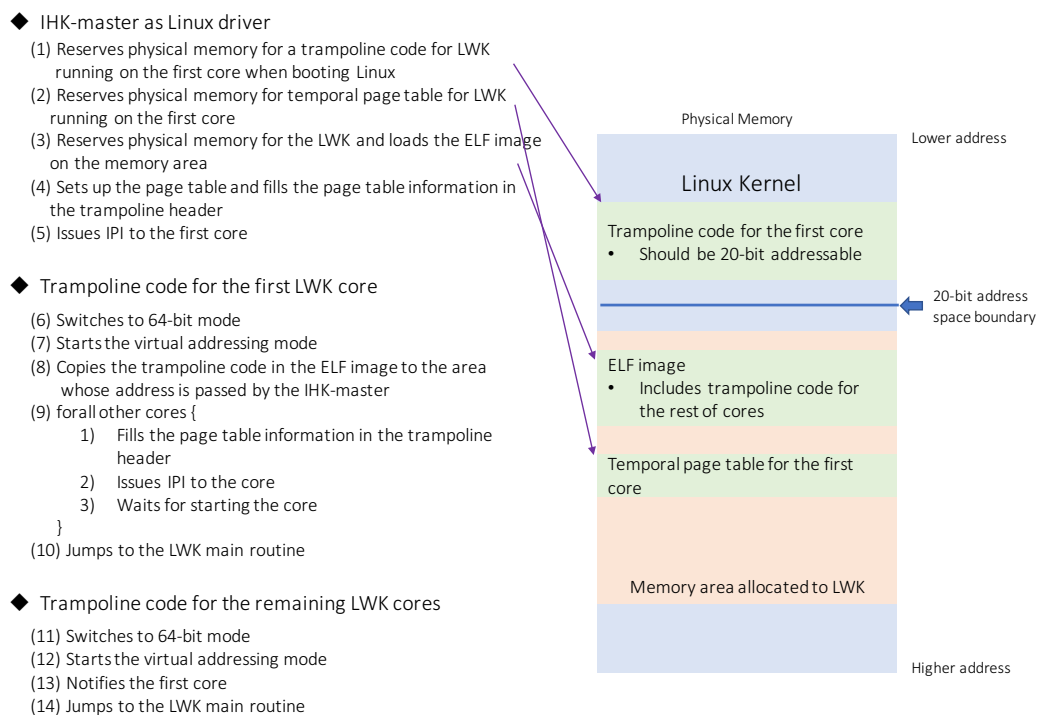 ◆ IHK-master as Linux driver
(1) Reserves physical memory for a trampoline code for LWK
running on the first core when booting Linux
(2) Reserves physical memory for temporal page table for LWK
running on the first core
(3) Reserves physical memory for the LWK and loads the ELF image
on the memory area
(4) Sets up the page table and fills the page table information in
the trampoline header
(5) Issues IPI to the first core
◆ Trampoline code for the first LWK core
(6) Switches to 64-bit mode
(7) Starts the virtual addressing mode
(8) Copies the trampoline code in the ELF image to the area
whose address is passed by the IHK-master
(9) forall other cores {
1) Fills the page table information in the trampoline
header
2) Issues IPI to the core
3) Waits for starting the core
}
(10) Jumps to the LWK main routine
◆ Trampoline code for the remaining LWK cores
(11) Switches to 64-bit mode
(12) Starts the virtual addressing mode
(13) Notifies the first core
(14) Jumps to the LWK main routine
Physical Memory
Lower address
Linux Kernel
Trampoline code for the first core
• Should be 20-bit addressable
20-bit address
space boundary
ELF image
• Includes trampoline code for
the rest of cores
Temporal page table for the first
core
Memory area allocated to LWK
Higher address